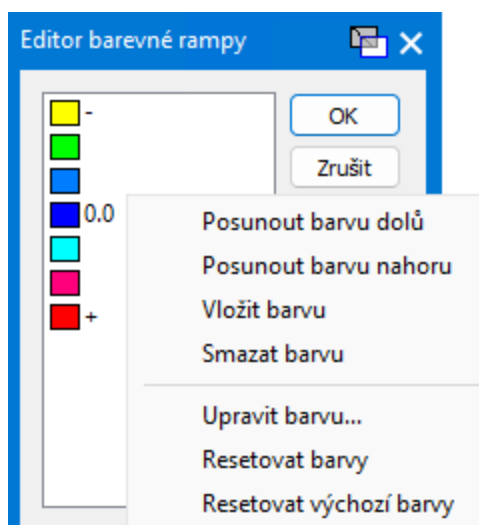 Editor barevné rampy
-
0.0
+
OK
Zrušit
Posunout barvu dolů
Posunout barvu nahoru
Vložit barvu
Smazat barvu
Upravit barvu...
Resetovat barvy
Resetovat výchozí barvy